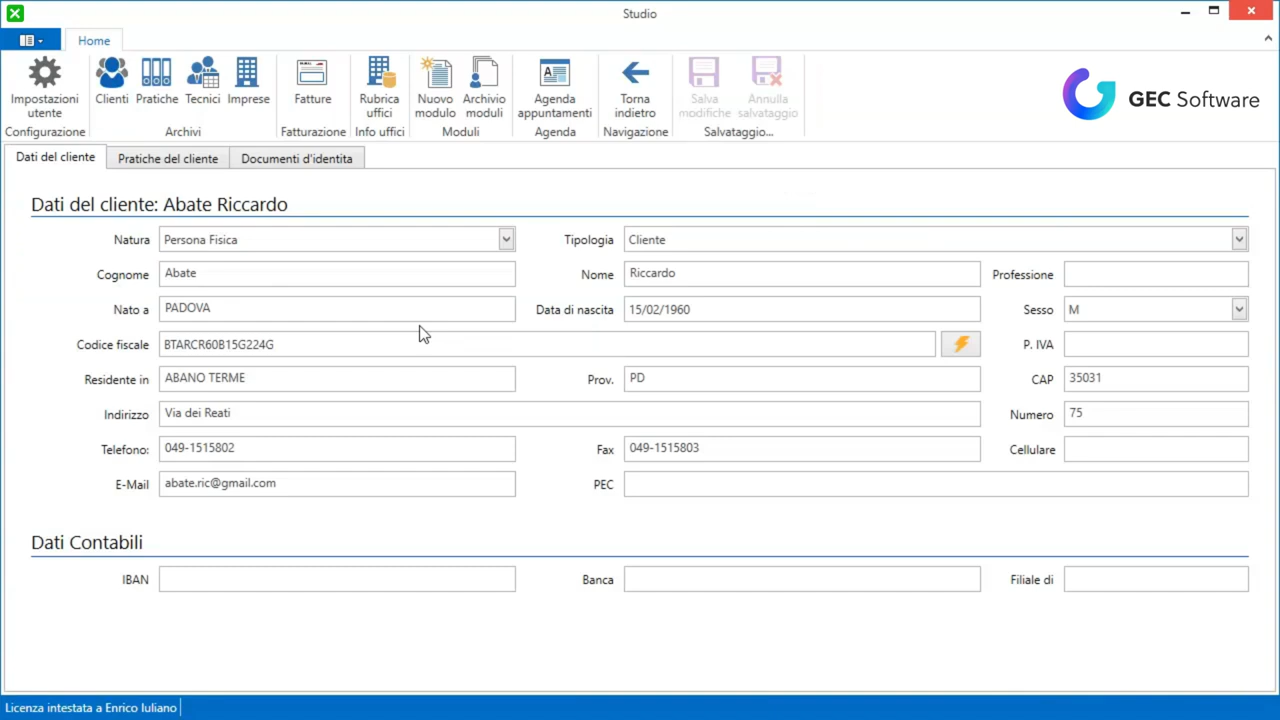 Studio
Home
Impostazioni utente
Clienti
Pratiche
Tecnici
Imprese
Fatture
Rubrica uffici
Nuovo modulo
Archivio moduli
Agenda appuntamenti
Torna indietro
Salva modifiche
Annulla salvataggio
Configurazione
Archivi
Fatturazione
Info uffici
Moduli
Agenda
Navigazione
Salvataggio...
GEC Software
Dati del cliente
Pratiche del cliente
Documenti d'identita
Dati del cliente: Abate Riccardo
Natura Persona Fisica Tipologia Cliente
Cognome Abate Nome Riccardo Professione
Nato a PADOVA Data di nascita 15/02/1960 Sesso M
Codice fiscale BTARCR60B15G224G P. IVA
Residente in ABANO TERME Prov. PD CAP 35031
Indirizzo Via dei Reati Numero 75
Telefono: 049-1515802 Fax 049-1515803 Cellulare
E-Mail abate.ric@gmail.com PEC
Dati Contabili
IBAN Banca Filiale di
Licenza intestata a Enrico Iuliano